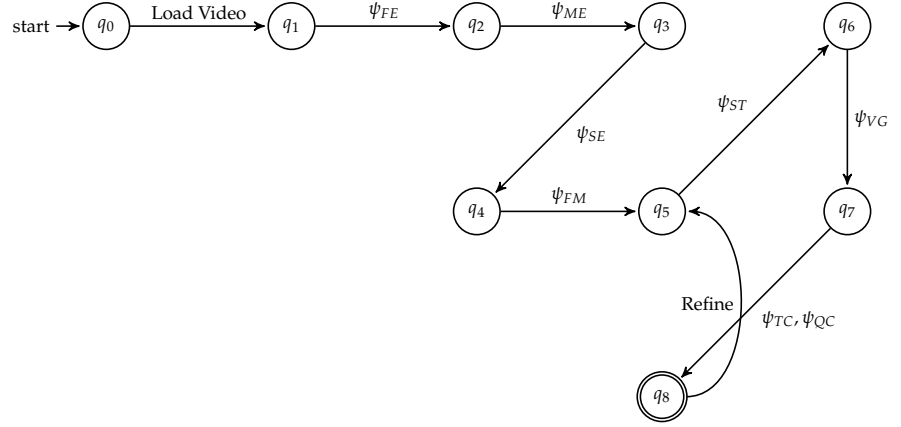 start
q0
Load Video
q1
ψFE
q2
ψME
q3
q6
ψSE
ψST
ψVG
q4
ψFM
q5
q7
Refine
ψTC, ψQC
q8